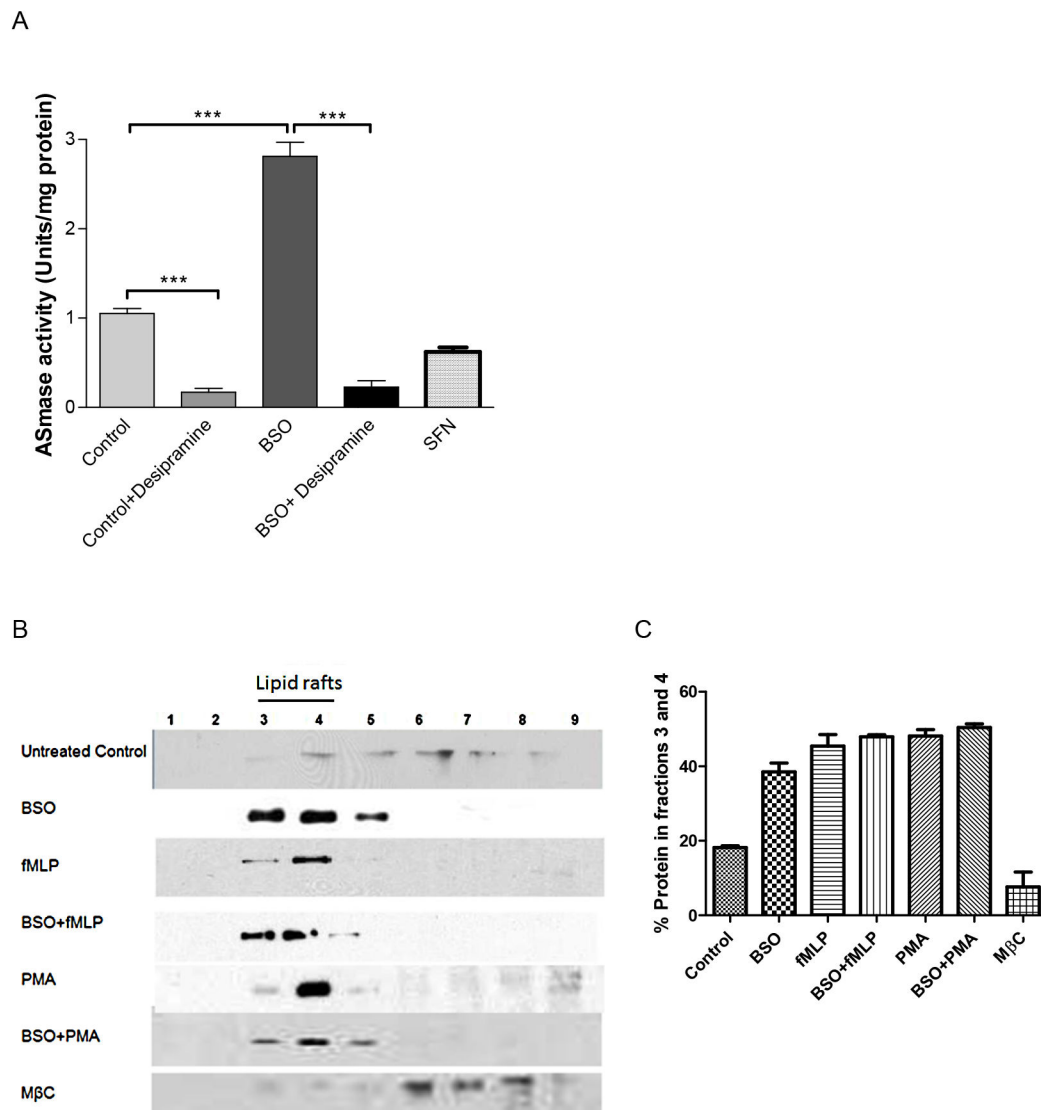 A
ASmase activity (Units/mg protein)
3
2
1
0
***
***
***
Control
Control+Desipramine
BSO
BSO+ Desipramine
SFN
B
Lipid rafts
1 2 3 4 5 6 7 8 9
Untreated Control
BSO
fMLP
BSO+fMLP
PMA
BSO+PMA
MβC
C
% Protein in fractions 3 and 4
60
40
20
0
Control
BSO
fMLP
BSO+fMLP
PMA
BSO+PMA
MβC